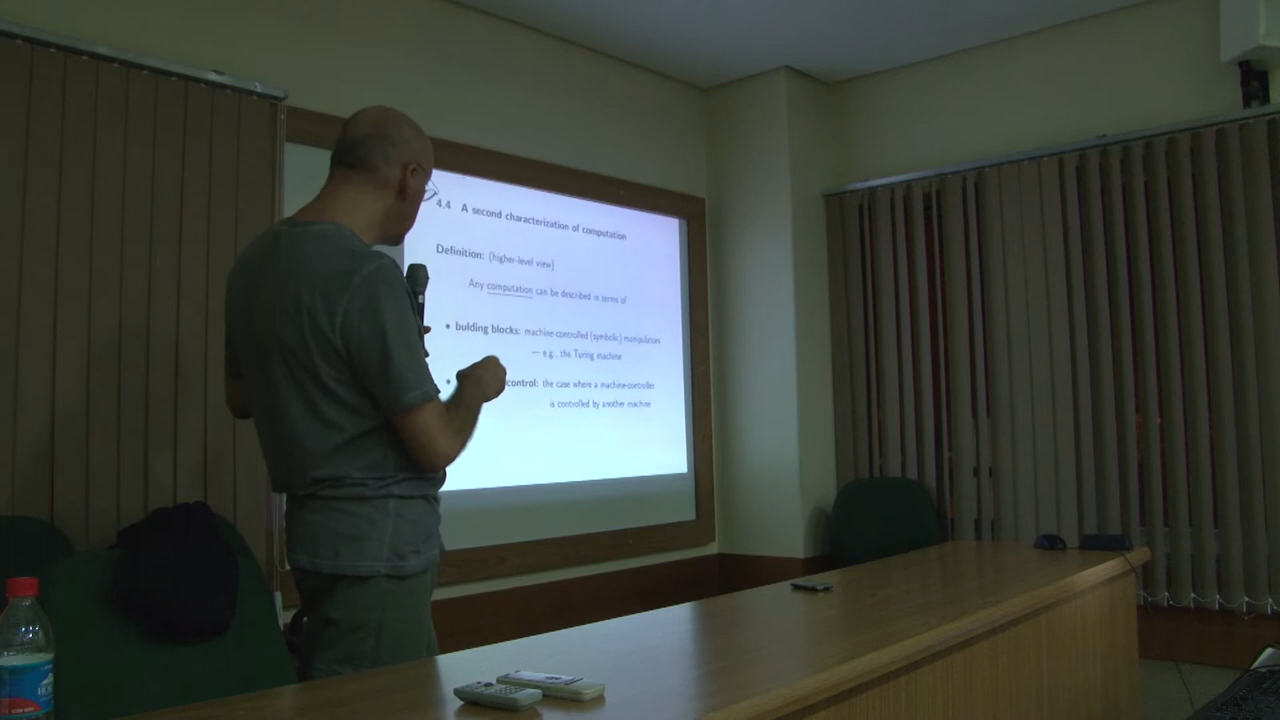 4.4 A second characterization of computation
Definition: (higher-level view)
Any computation can be described in terms of
• bulding blocks: machine-controlled (symbolic) manipulations
— e.g., the Turing machine
• control: the case where a machine-controller
is controlled by another machine